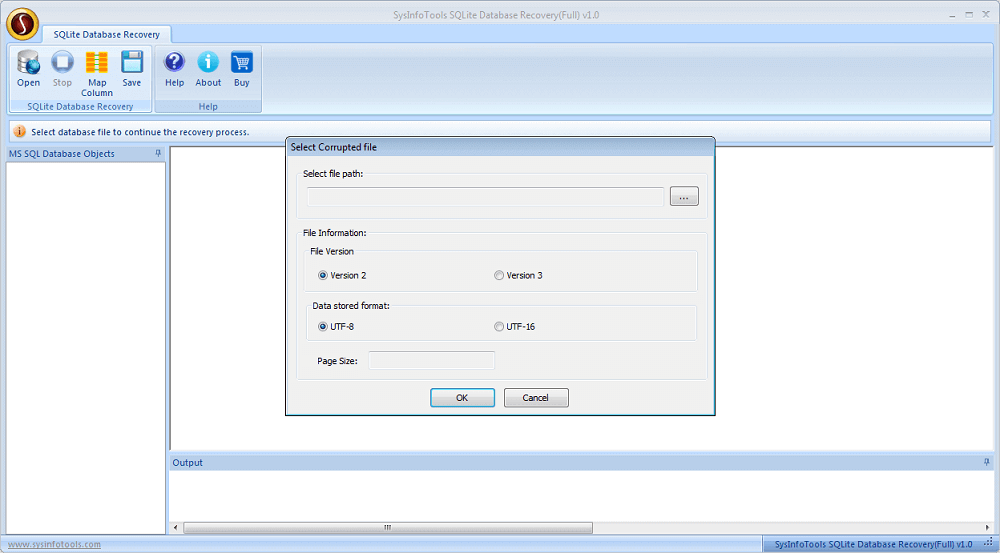 SysInfoTools SQLite Database Recovery(Full) v1.0
SQLite Database Recovery
Open
Stop
Map Column
Save
Help
About
Buy
SQLite Database Recovery
Help
Select database file to continue the recovery process.
MS SQL Database Objects
Select Corrupted file
Select file path:
...
File Information:
File Version
Version 2
Version 3
Data stored format:
UTF-8
UTF-16
Page Size:
OK
Cancel
Output
www.sysinfotools.com
SysInfoTools SQLite Database Recovery(Full) v1.0